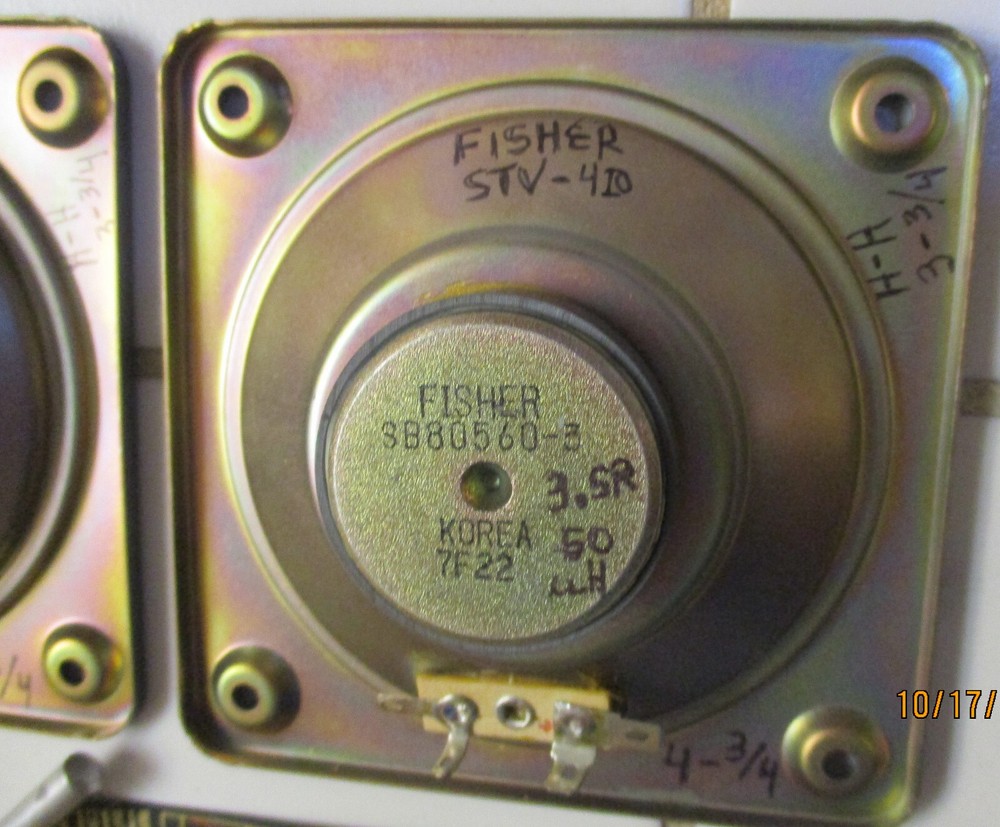 FISHER
STV-410
H-H
3-3/4
H-H
3-3/4
FISHER
SB80560-3
3.5R
KOREA
50
7F22
uH
10/17/
4-3/4
/4